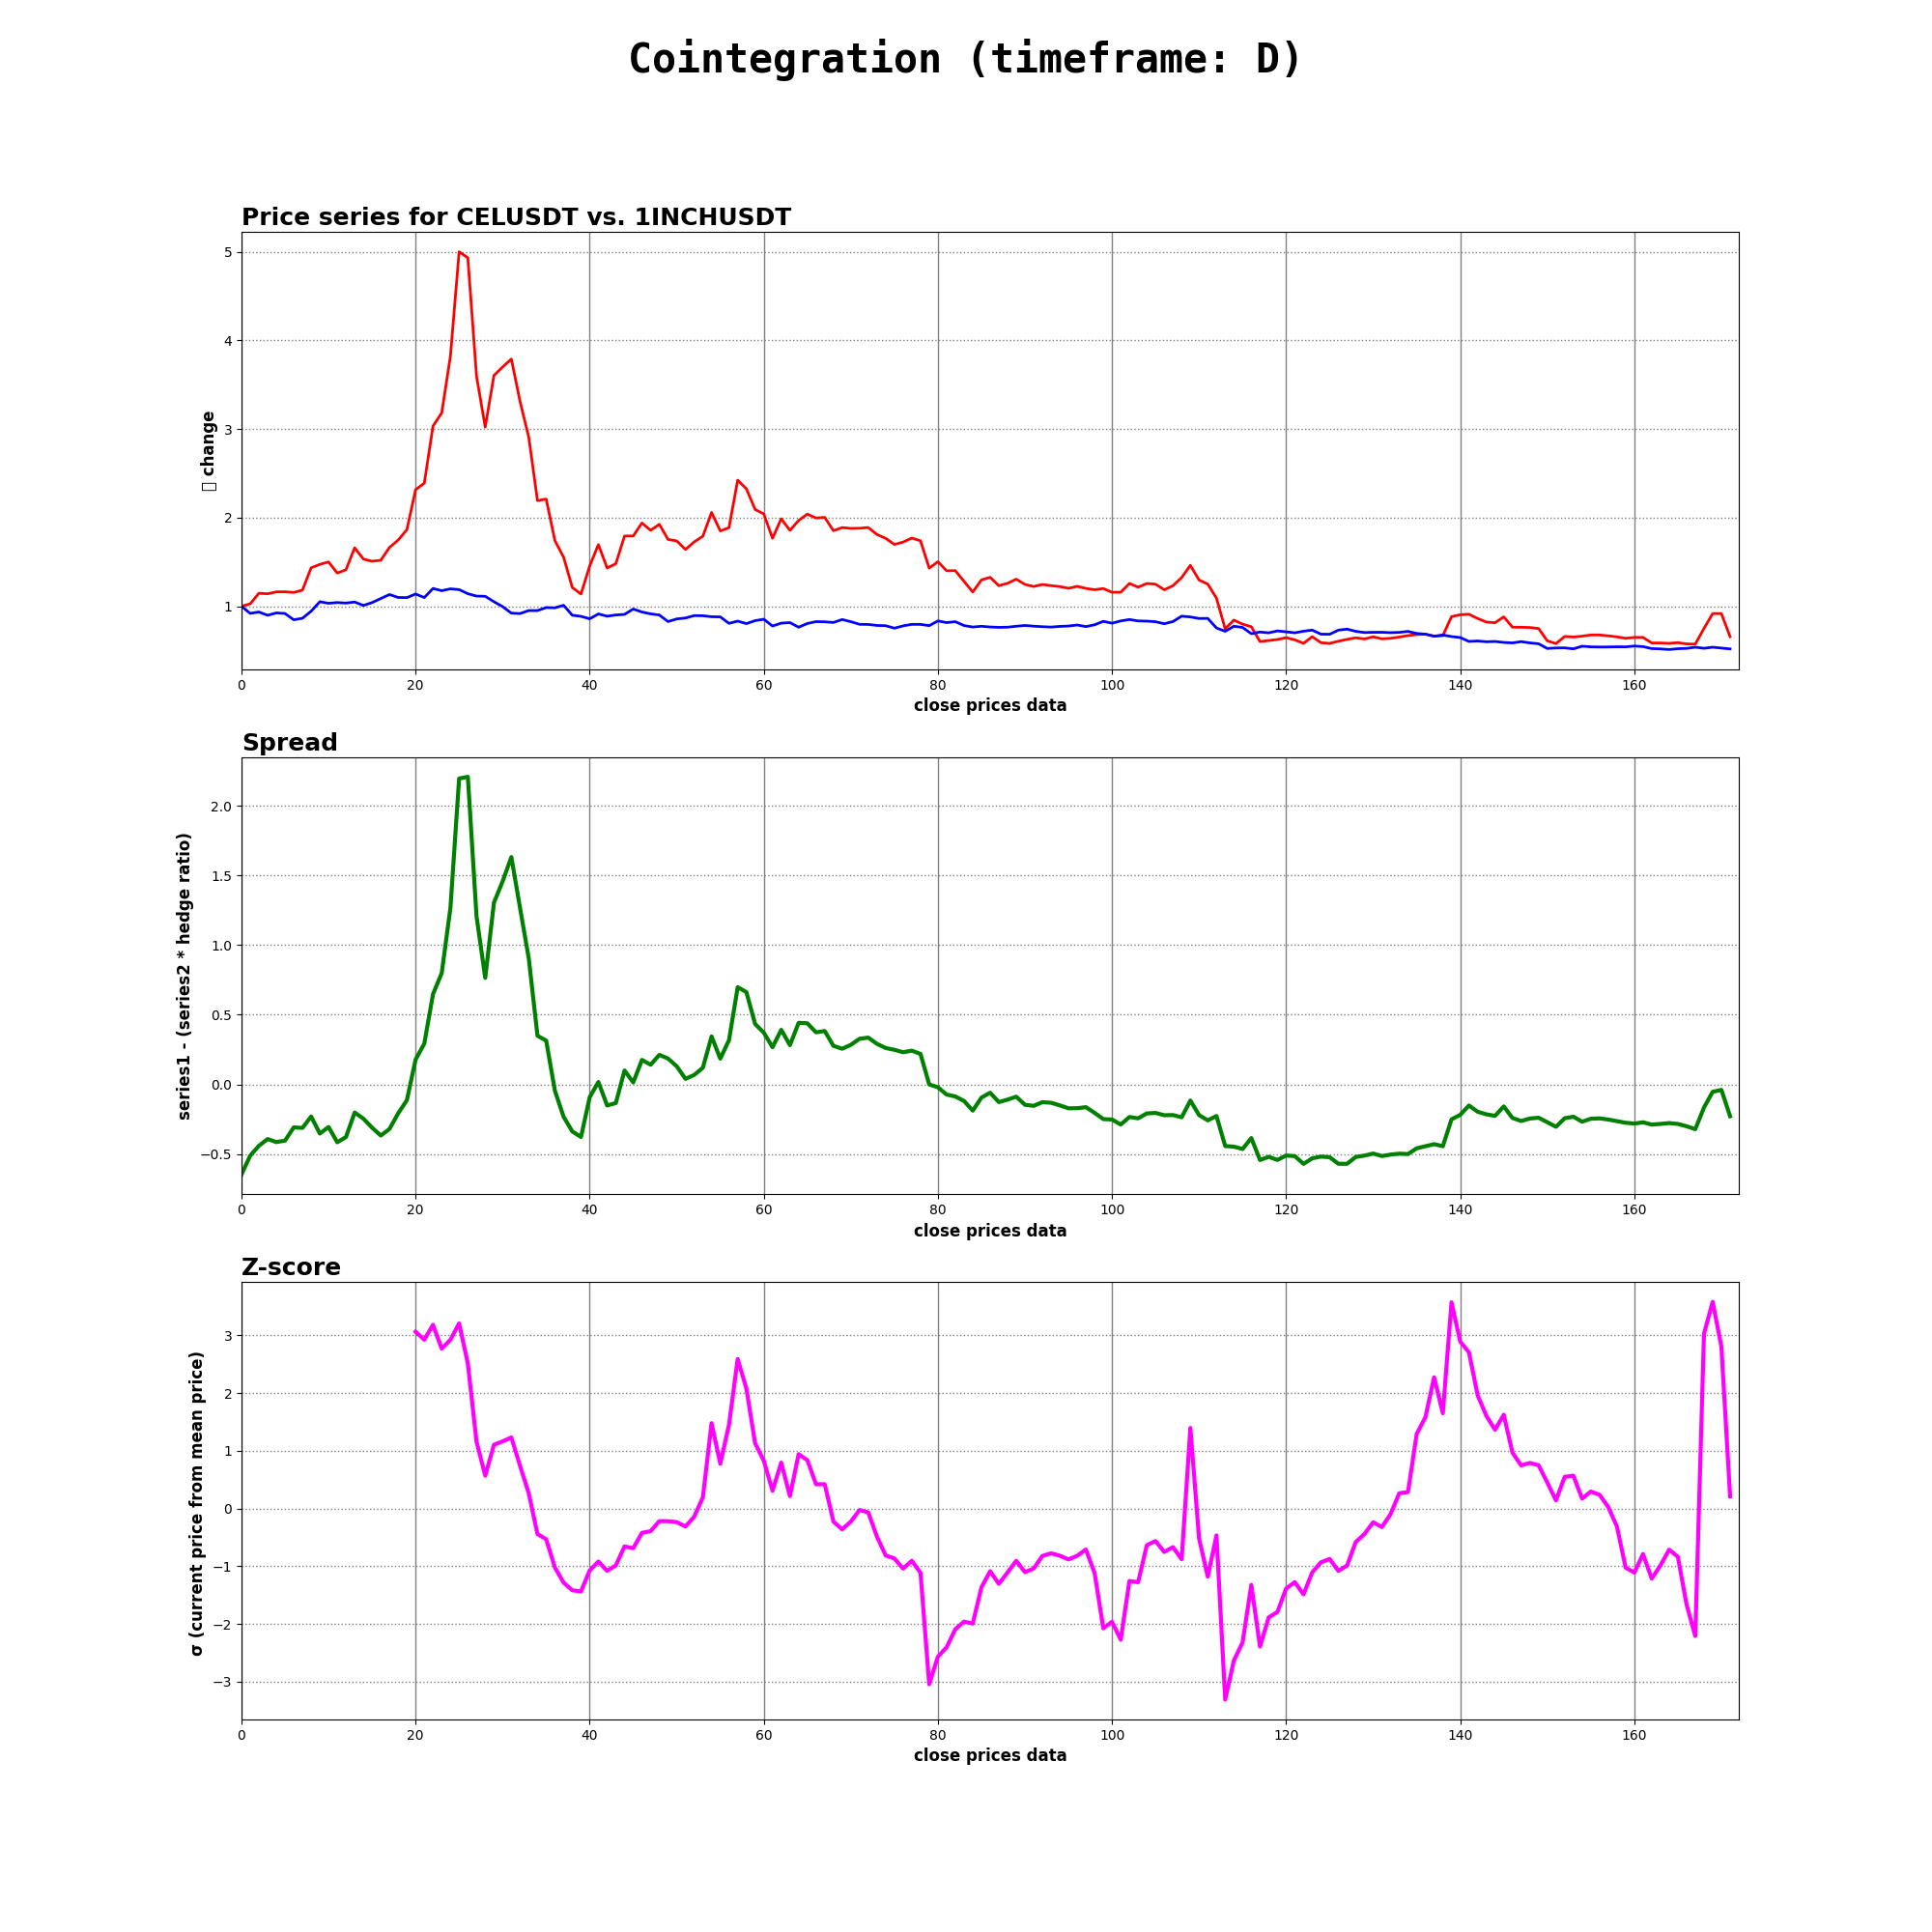 Cointegration (timeframe: D)
Price series for CELUSDT vs. 1INCHUSDT
5
4
3
2
1
change
0 20 40 60 80 100 120 140 160
close prices data
Spread
2.0
1.5
1.0
0.5
0.0
−0.5
series1 - (series2 * hedge ratio)
0 20 40 60 80 100 120 140 160
close prices data
Z-score
3
2
1
0
−1
−2
−3
σ (current price from mean price)
0 20 40 60 80 100 120 140 160
close prices data